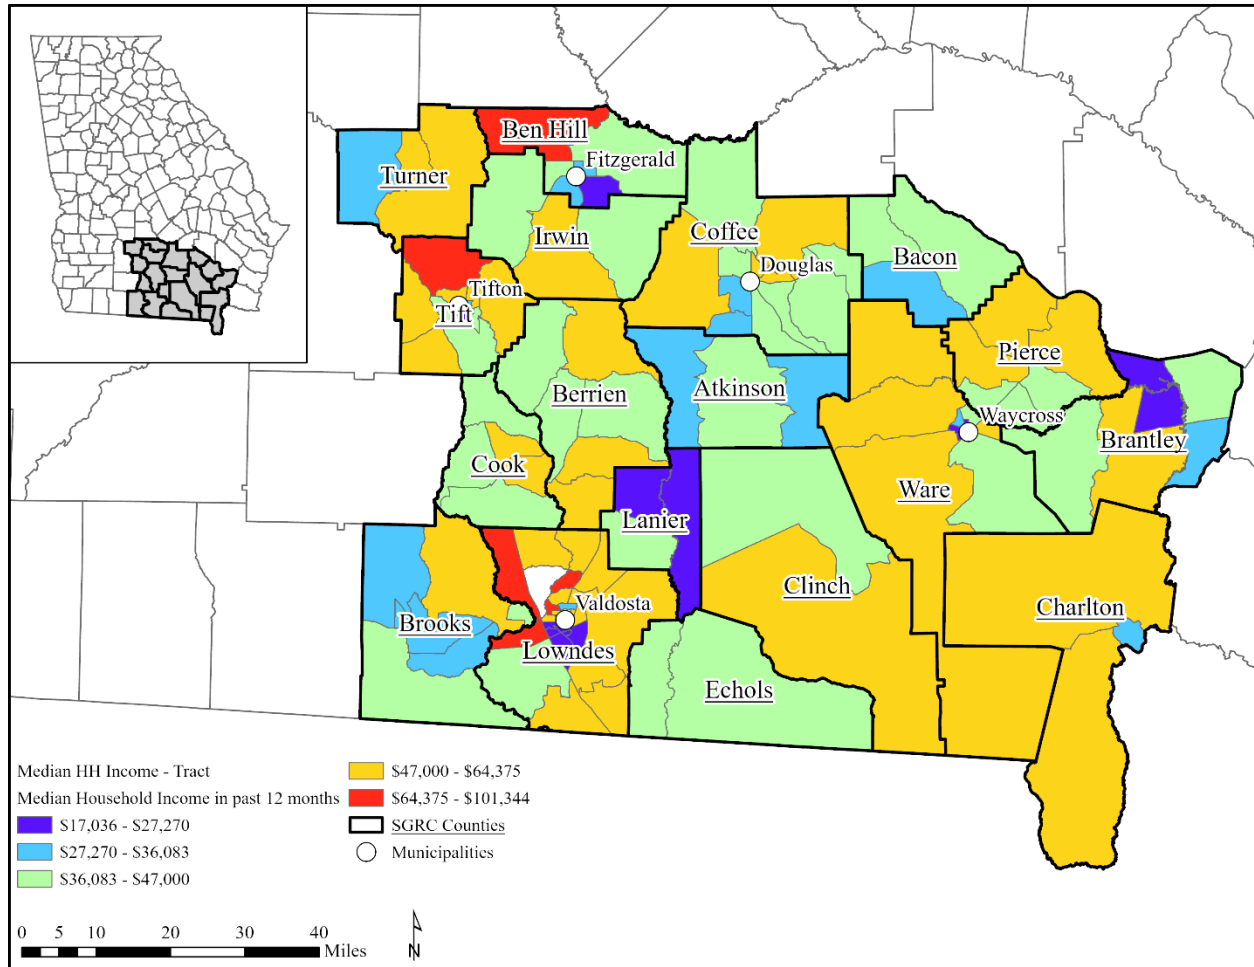 Ben Hill
Fitzgerald
Turner
Irwin
Coffee
Bacon
Douglas
Tifton
Tift
Pierce
Berrien
Atkinson
Waycross
Brantley
Cook
Ware
Lanier
Clinch
Valdosta
Charlton
Brooks
Lowndes
Echols
Median HH Income - Tract
Median Household Income in past 12 months
$17,036 - $27,270
$27,270 - $36,083
$36,083 - $47,000
$47,000 - $64,375
$64,375 - $101,344
SGRC Counties
Municipalities
0 5 10 20 30 40
Miles
N